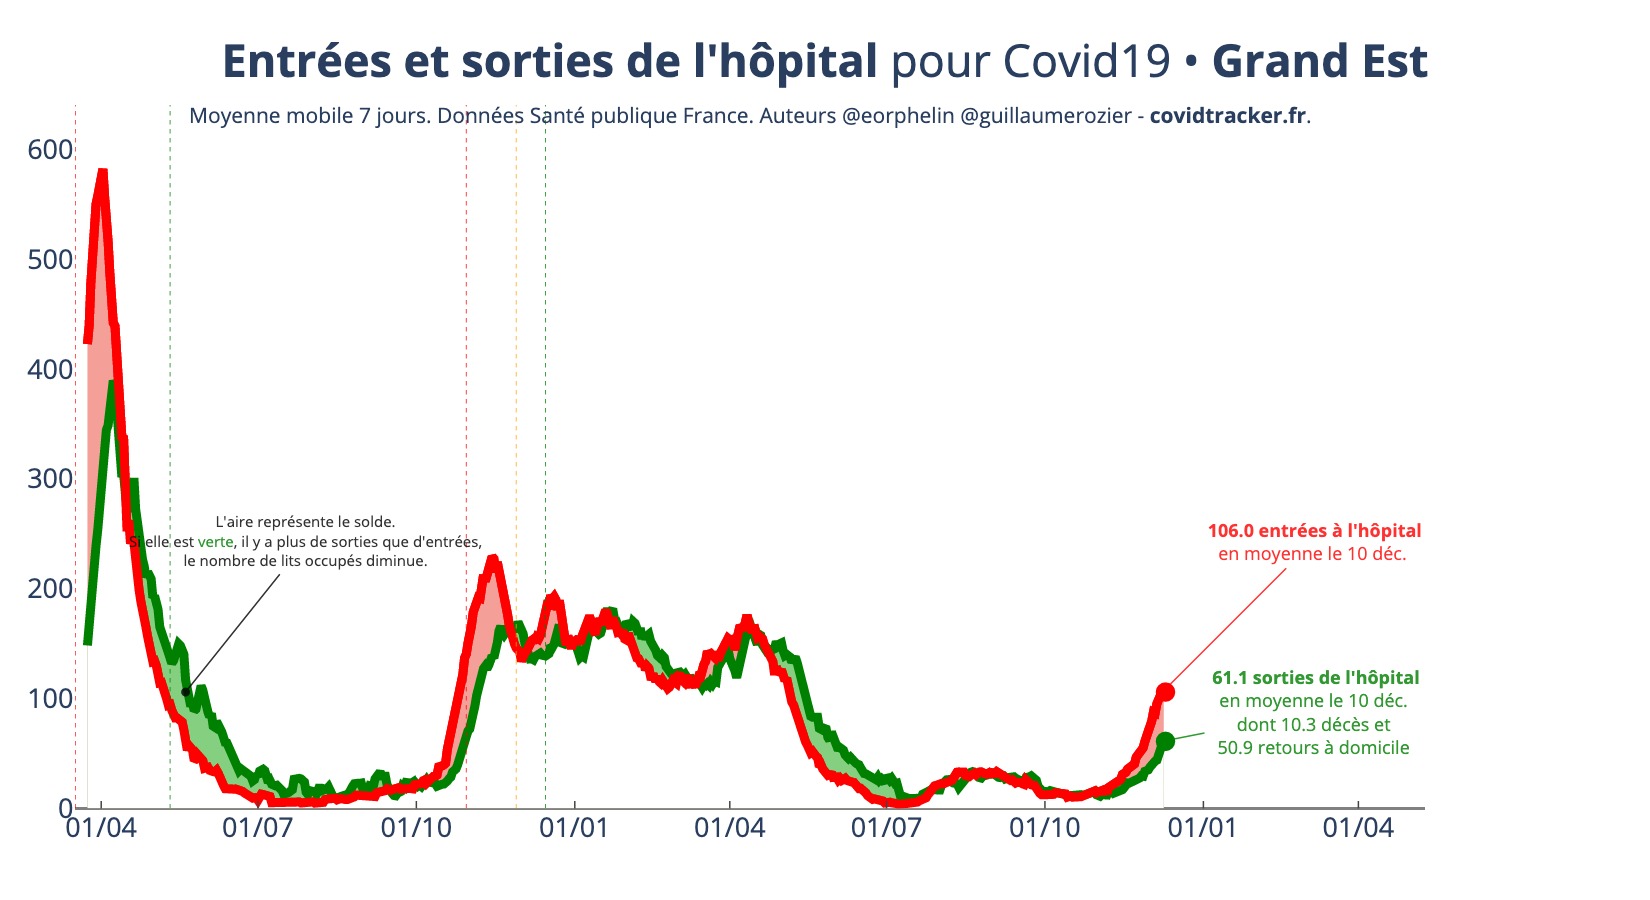 Entrées et sorties de l'hôpital pour Covid19 • Grand Est
Moyenne mobile 7 jours. Données Santé publique France. Auteurs @eorphelin @guillaumerozier - covidtracker.fr.
600
500
400
300
200
100
0
L'aire représente le solde.
Si elle est verte, il y a plus de sorties que d'entrées,
le nombre de lits occupés diminue.
106.0 entrées à l'hôpital
en moyenne le 10 déc.
61.1 sorties de l'hôpital
en moyenne le 10 déc.
dont 10.3 décès et
50.9 retours à domicile
01/04 01/07 01/10 01/01 01/04 01/07 01/10 01/01 01/04